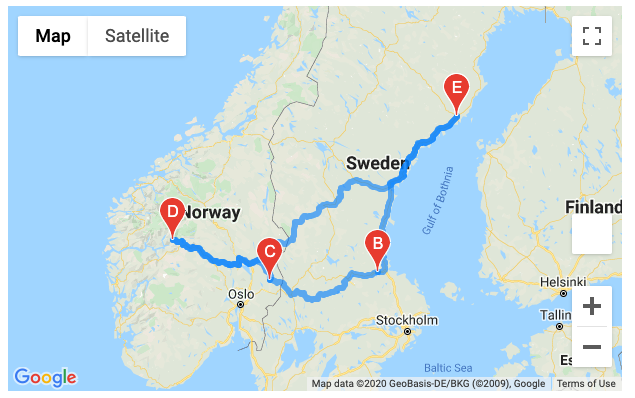 Map Satellite
E
Sweden
Gulf of Bothnia
D
Norway
Finland
C
B
Helsinki
Oslo
Stockholm
Tallin
Es
Baltic Sea
Google
Map data ©2020 GeoBasis-DE/BKG (©2009), Google
Terms of Use